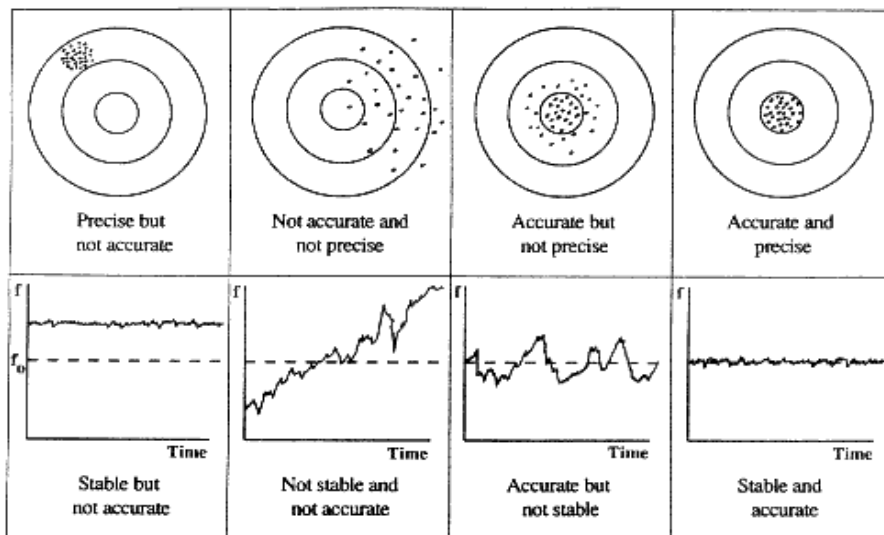 Precise but
not accurate
Not accurate and
not precise
Accurate but
not precise
Accurate and
precise
f
f₀
Time
Stable but
not accurate
f
Time
Not stable and
not accurate
f
Time
Accurate but
not stable
f
Time
Stable and
accurate